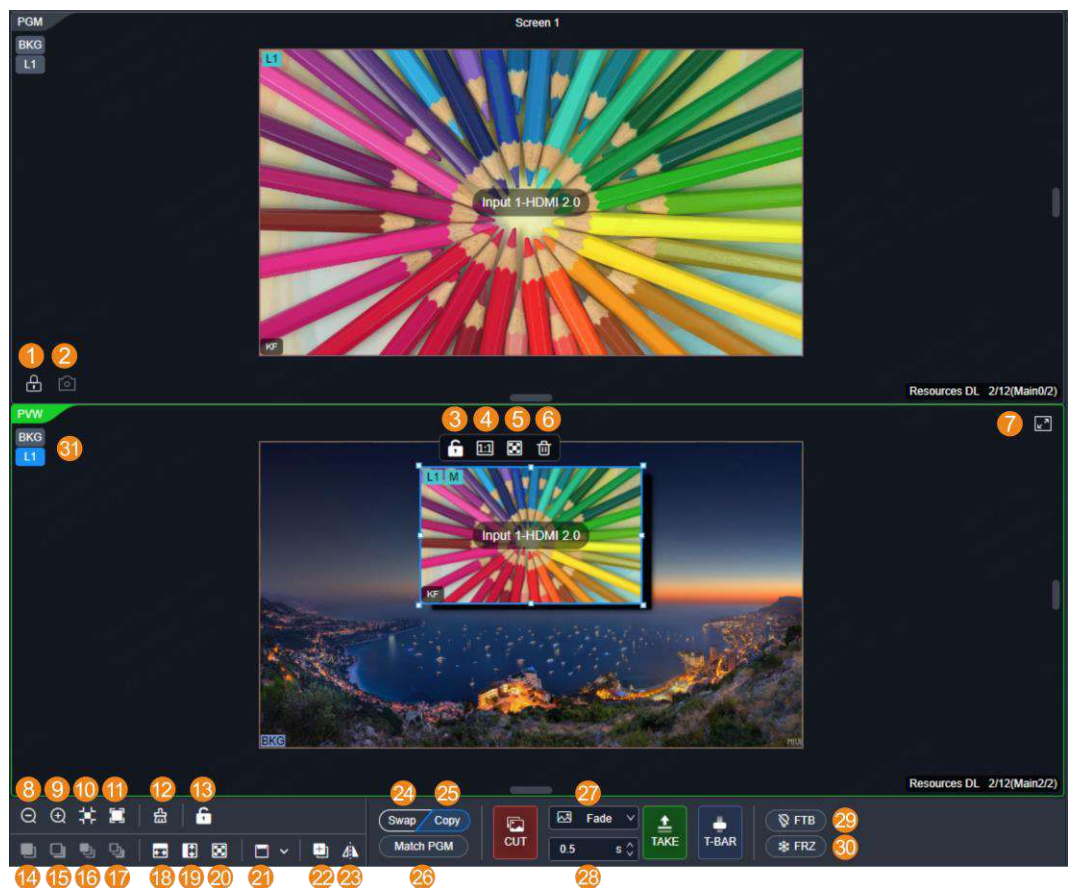 PGM
Screen 1
BKG
L1
L1
Input 1-HDMI 2.0
KF
1 2
Resources DL 2/12(Main0/2)
PVW
3 4 5 6
7
BKG
31
L1
1:1
L1 M
Input 1-HDMI 2.0
KF
BKG
MIUI
Resources DL 2/12(Main2/2)
8 9 10 11 12 13
24 25 27
Swap Copy
Fade
FTB 29
CUT
TAKE
T-BAR
Match PGM
0.5 s
FRZ 30
14 15 16 17 18 19 20 21 22 23
26 28